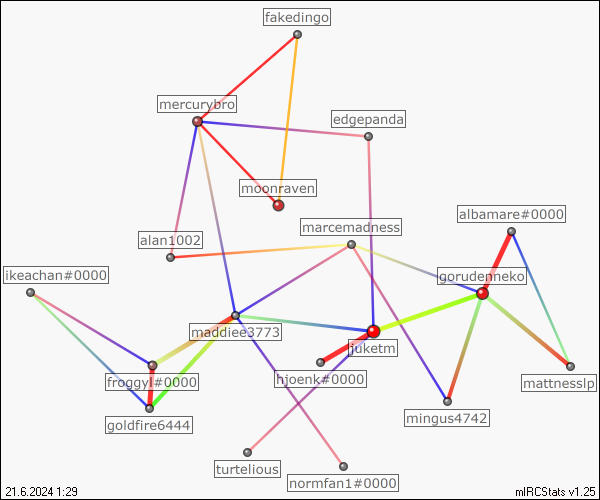 fakedingo
mercurybro
edgepanda
moonraven
albamare#0000
marcemadness
alan1002
ikeachan#0000
gorudenneko
maddiee3773
juketm
froggyl#0000
hjoenk#0000
mattnesslp
mingus4742
goldfire6444
turtelious
normfan1#0000
21.6.2024 1:29
mIRCStats v1.25